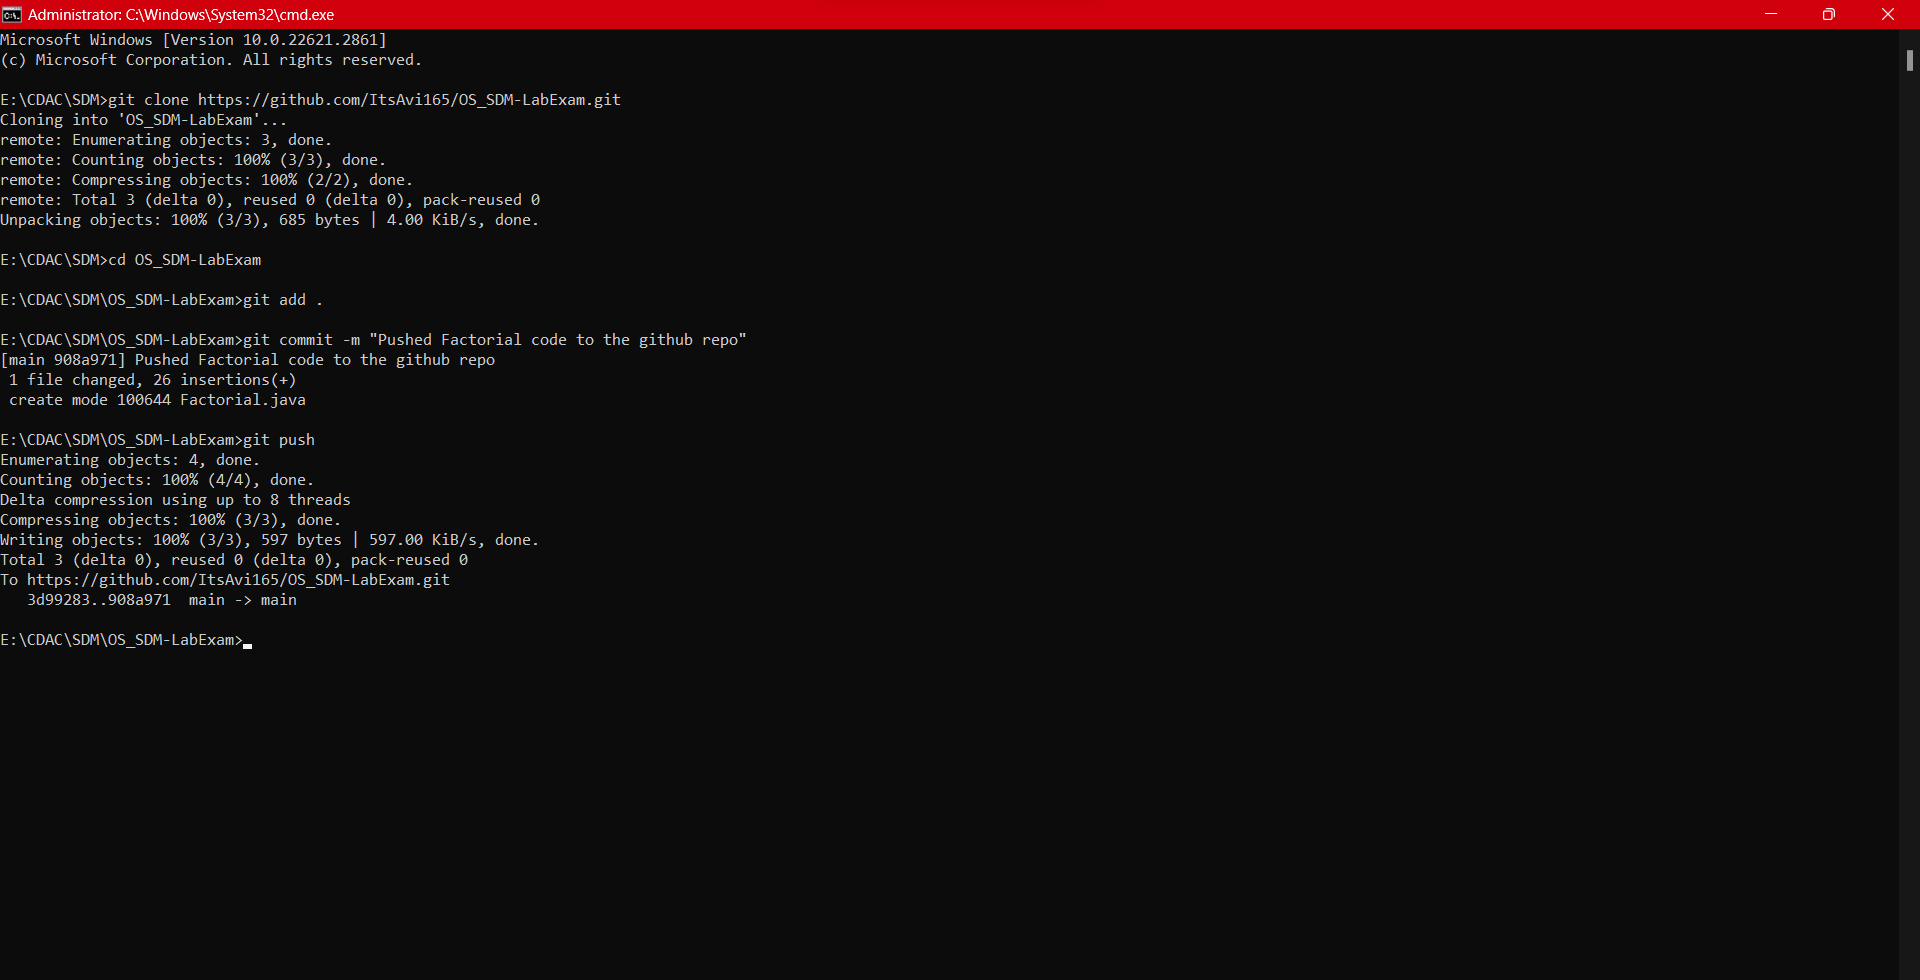 Administrator: C:\Windows\System32\cmd.exe
Microsoft Windows [Version 10.0.22621.2861]
(c) Microsoft Corporation. All rights reserved.
E:\CDAC\SDM>git clone https://github.com/ItsAvi165/OS_SDM-LabExam.git
Cloning into 'OS_SDM-LabExam'...
remote: Enumerating objects: 3, done.
remote: Counting objects: 100% (3/3), done.
remote: Compressing objects: 100% (2/2), done.
remote: Total 3 (delta 0), reused 0 (delta 0), pack-reused 0
Unpacking objects: 100% (3/3), 685 bytes | 4.00 KiB/s, done.
E:\CDAC\SDM>cd OS_SDM-LabExam
E:\CDAC\SDM\OS_SDM-LabExam>git add .
E:\CDAC\SDM\OS_SDM-LabExam>git commit -m "Pushed Factorial code to the github repo"
[main 908a971] Pushed Factorial code to the github repo
 1 file changed, 26 insertions(+)
 create mode 100644 Factorial.java
E:\CDAC\SDM\OS_SDM-LabExam>git push
Enumerating objects: 4, done.
Counting objects: 100% (4/4), done.
Delta compression using up to 8 threads
Compressing objects: 100% (3/3), done.
Writing objects: 100% (3/3), 597 bytes | 597.00 KiB/s, done.
Total 3 (delta 0), reused 0 (delta 0), pack-reused 0
To https://github.com/ItsAvi165/OS_SDM-LabExam.git
   3d99283..908a971  main -> main
E:\CDAC\SDM\OS_SDM-LabExam>